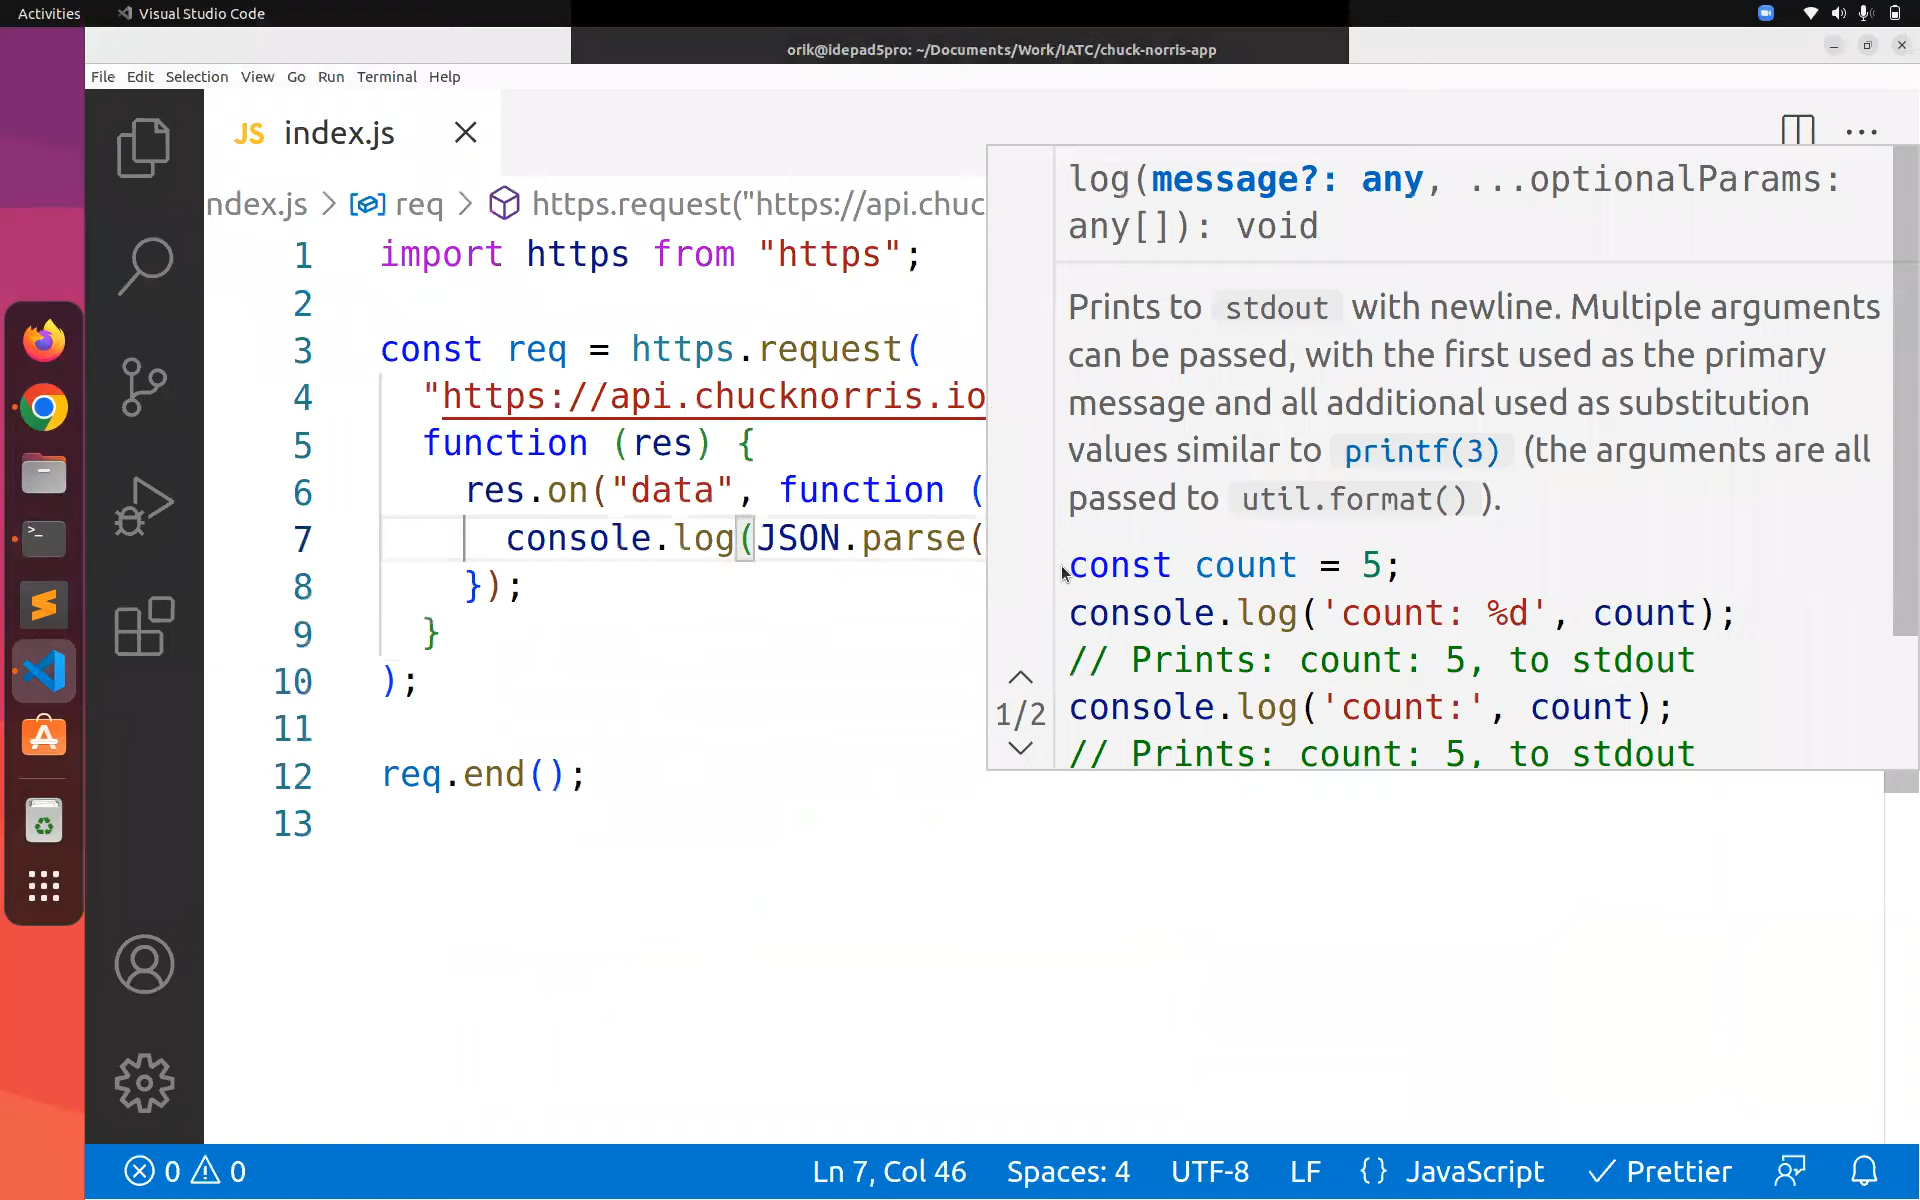 Activities
Visual Studio Code
orik@idepad5pro: ~/Documents/Work/IATC/chuck-norris-app
File Edit Selection View Go Run Terminal Help
JS index.js
ndex.js > req > https.request("https://api.chuc
1 import https from "https";
2
3 const req = https.request(
4 "https://api.chucknorris.io
5 function (res) {
6 res.on("data", function (
7 console.log(JSON.parse(
8 });
9 }
10 );
11
12 req.end();
13
log(message?: any, ...optionalParams:
any[]): void
Prints to stdout with newline. Multiple arguments
can be passed, with the first used as the primary
message and all additional used as substitution
values similar to printf(3) (the arguments are all
passed to util.format() ).
const count = 5;
console.log('count: %d', count);
// Prints: count: 5, to stdout
console.log('count:', count);
// Prints: count: 5, to stdout
1/2
0 0
Ln 7, Col 46 Spaces: 4 UTF-8 LF {} JavaScript Prettier